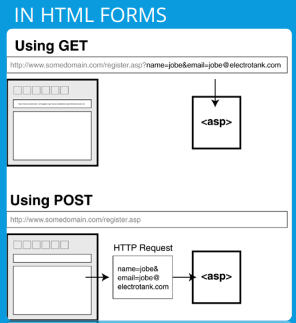 IN HTML FORMS
Using GET
http://www.somedomain.com/register.asp?name=jobe&email=jobe@electrotank.com
<asp>
Using POST
http://www.somedomain.com/register.asp
HTTP Request
name=jobe&
email=jobe@
electrotank.com
<asp>